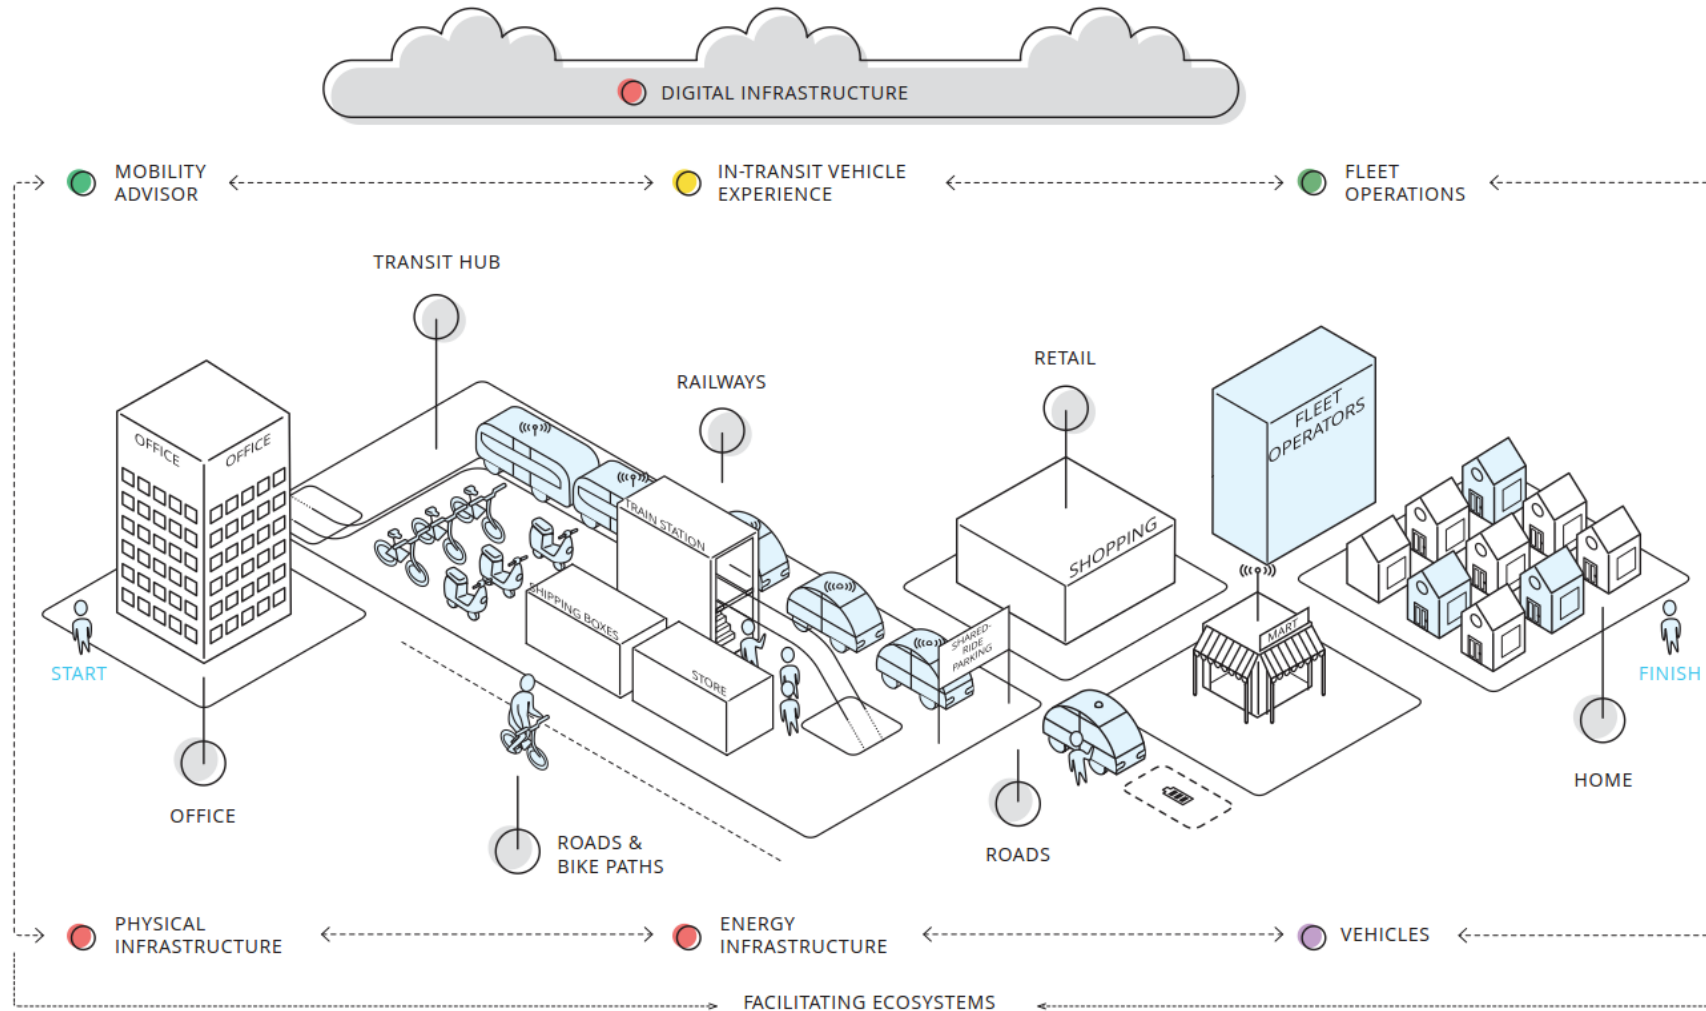 DIGITAL INFRASTRUCTURE
MOBILITY
ADVISOR
IN-TRANSIT VEHICLE
EXPERIENCE
FLEET
OPERATIONS
TRANSIT HUB
RAILWAYS
RETAIL
OFFICE
OFFICE
TRAIN STATION
SHIPPING BOXES
STORE
SHARED-
RIDE
PARKING
SHOPPING
FLEET
OPERATORS
MART
START
FINISH
OFFICE
ROADS &
BIKE PATHS
ROADS
HOME
PHYSICAL
INFRASTRUCTURE
ENERGY
INFRASTRUCTURE
VEHICLES
FACILITATING ECOSYSTEMS